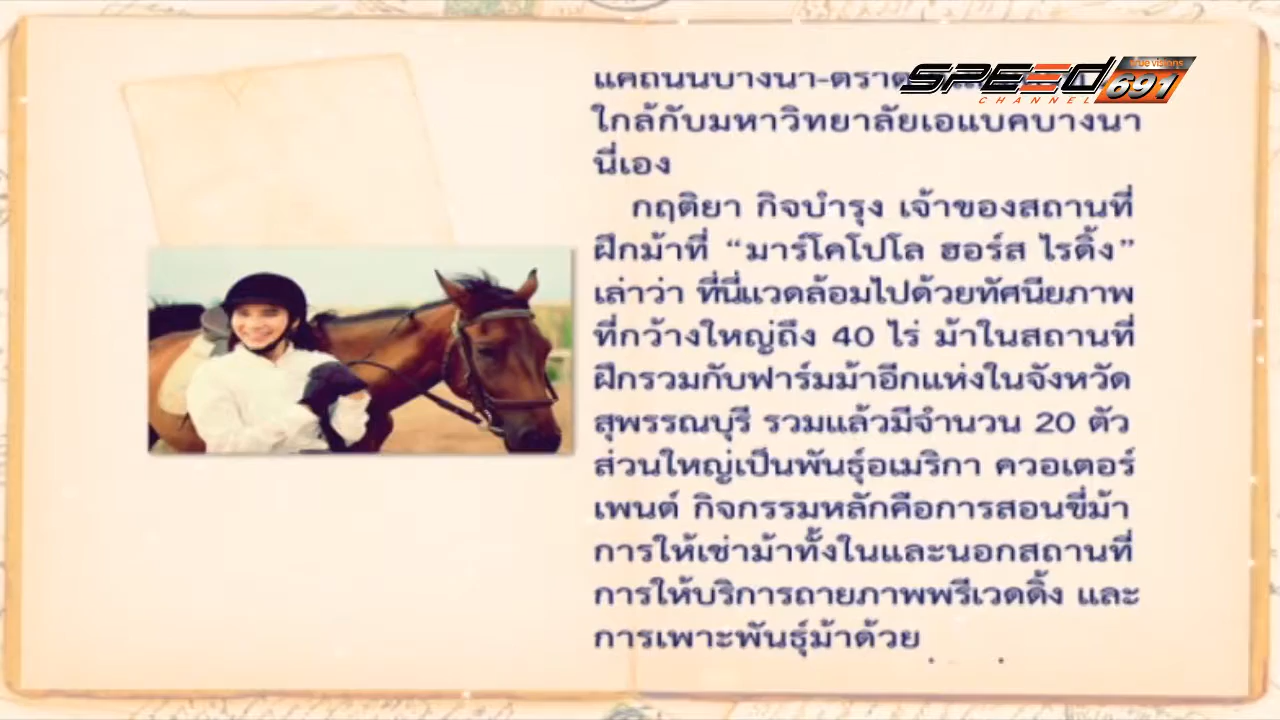 แค่ถนนบางนา-ตราด
ใกล้กับมหาวิทยาลัยเอแบคบางนา
นี่เอง
กฤติยา กิจบำรุง เจ้าของสถานที่
ฝึกม้าที่ “มาร์โคโปโล ฮอร์ส ไรดิ้ง”
เล่าว่า ที่นี่แวดล้อมไปด้วยทัศนียภาพ
ที่กว้างใหญ่ถึง 40 ไร่ ม้าในสถานที่
ฝึกรวมกับฟาร์มม้าอีกแห่งในจังหวัด
สุพรรณบุรี รวมแล้วมีจำนวน 20 ตัว
ส่วนใหญ่เป็นพันธุ์อเมริกา ควอเตอร์
เพนต์ กิจกรรมหลักคือการสอนขี่ม้า
การให้เช่าม้าทั้งในและนอกสถานที่
การให้บริการถายภาพพรีเวดดิ้ง และ
การเพาะพันธุ์ม้าด้วย
SPEED
CHANNEL
true visions
691